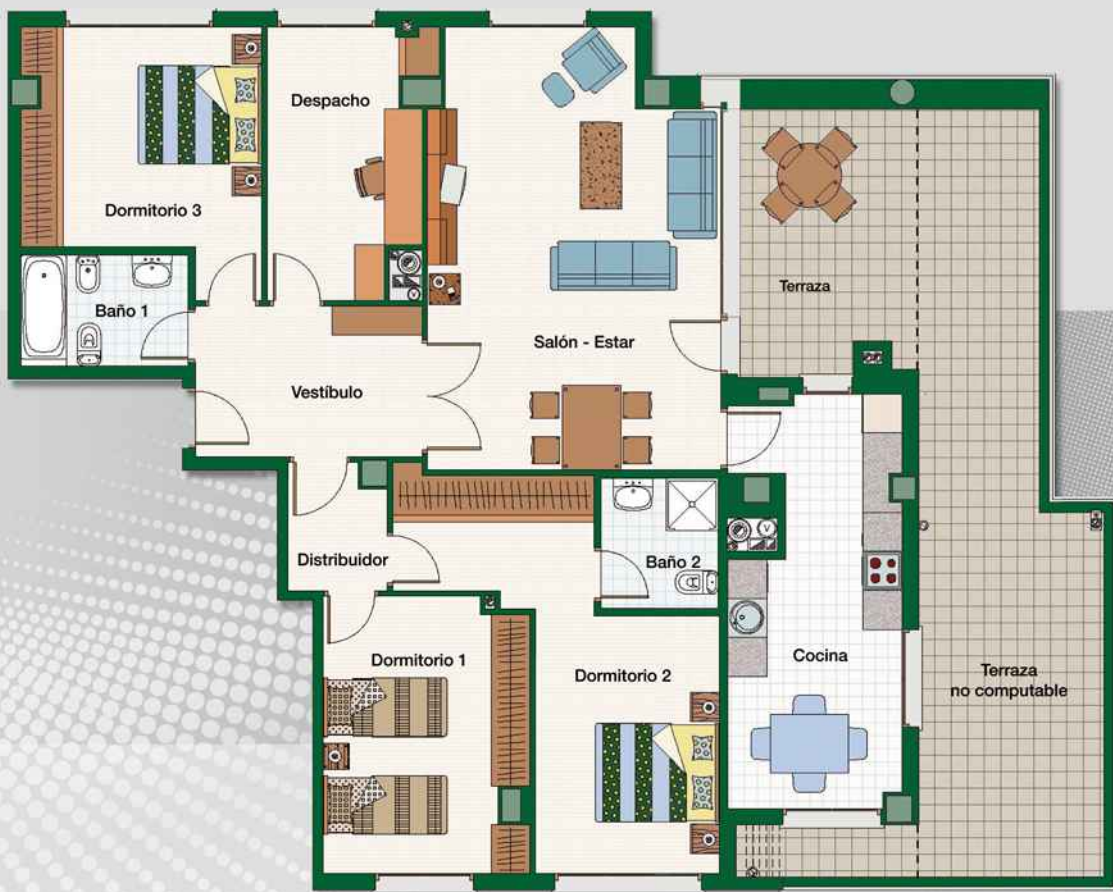 Despacho
Dormitorio 3
Terraza
Baño 1
Salón - Estar
Vestíbulo
Distribuidor
Baño 2
Dormitorio 1
Cocina
Dormitorio 2
Terraza
no computable
V
V